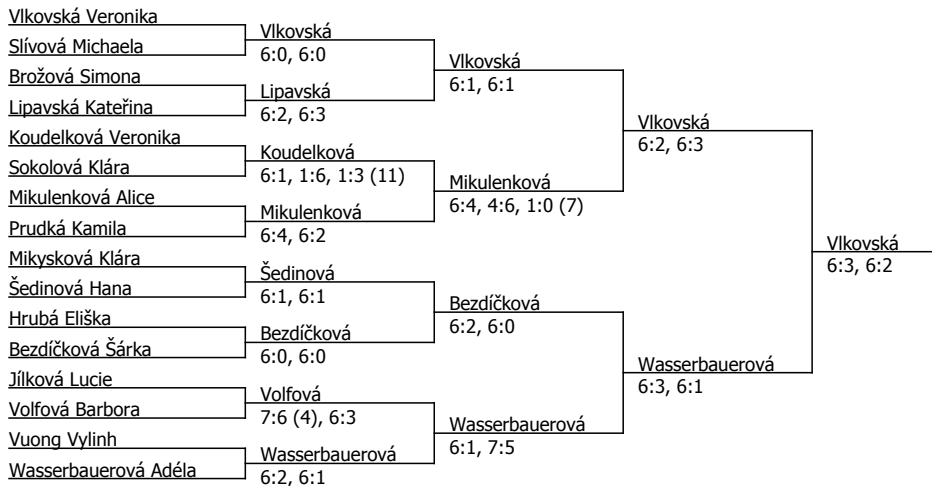 Vlkovská Veronika
Slívová Michaela
Brožová Simona
Lipavská Kateřina
Koudelková Veronika
Sokolová Klára
Mikulenková Alice
Prudká Kamila
Mikysková Klára
Šedinová Hana
Hrubá Eliška
Bezdíčková Šárka
Jílková Lucie
Volfová Barbora
Vuong Vylinh
Wasserbauerová Adéla
Vlkovská
6:0, 6:0
Lipavská
6:2, 6:3
Koudelková
6:1, 1:6, 1:3 (11)
Mikulenková
6:4, 6:2
Šedinová
6:1, 6:1
Bezdíčková
6:0, 6:0
Volfová
7:6 (4), 6:3
Wasserbauerová
6:2, 6:1
Vlkovská
6:1, 6:1
Mikulenková
6:4, 4:6, 1:0 (7)
Bezdíčková
6:2, 6:0
Wasserbauerová
6:1, 7:5
Vlkovská
6:2, 6:3
Wasserbauerová
6:3, 6:1
Vlkovská
6:3, 6:2